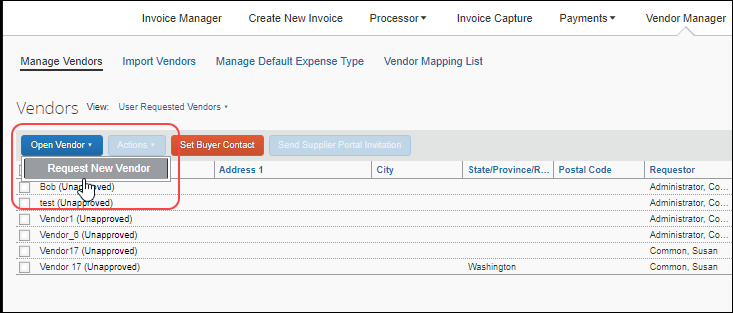 Invoice Manager Create New Invoice Processor Invoice Capture Payments Vendor Manager
Manage Vendors Import Vendors Manage Default Expense Type Vendor Mapping List
Vendors View: User Requested Vendors
Open Vendor Actions Set Buyer Contact Send Supplier Portal Invitation
Request New Vendor
Address 1 City State/Province/R... Postal Code Requestor
Bob (Unapproved) Administrator, Co...
test (Unapproved) Administrator, Co...
Vendor1 (Unapproved) Administrator, Co...
Vendor_6 (Unapproved) Administrator, Co...
Vendor17 (Unapproved) Common, Susan
Vendor 17 (Unapproved) Washington Common, Susan